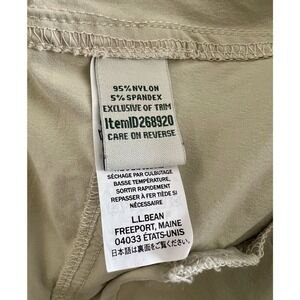 95% NYLON
5% SPANDEX
EXCLUSIVE OF TRIM
ItemID268920
CARE ON REVERSE
SÉCHAGE PAR CULBUTAGE
BASSE TEMPÉRATURE,
SORTIR RAPIDEMENT
REPASSER À FER TIÈDE SI
NÉCESSAIRE
L.L.BEAN
FREEPORT, MAINE
04033 ÉTATS-UNIS
日本語は裏面をご覧ください